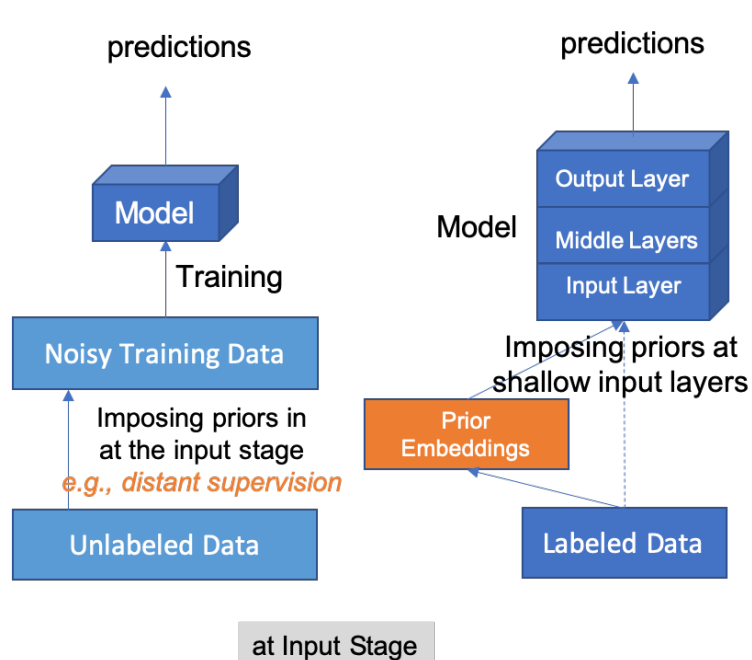 predictions
Model
Training
Noisy Training Data
Imposing priors in
at the input stage
e.g., distant supervision
Unlabeled Data
predictions
Output Layer
Model
Middle Layers
Input Layer
Imposing priors at
shallow input layers
Prior
Embeddings
Labeled Data
at Input Stage